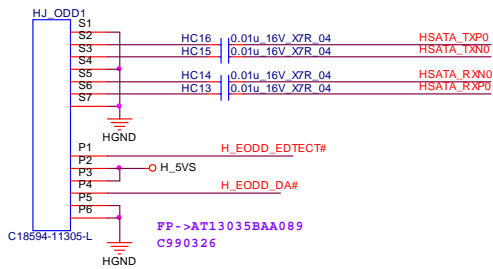 HJ_ODD1
S1
S2 HC16 0.01u_16V_X7R_04 HSATA_TXP0
S3 HC15 0.01u_16V_X7R_04 HSATA_TXN0
S4
S5 HC14 0.01u_16V_X7R_04 HSATA_RXN0
S6 HC13 0.01u_16V_X7R_04 HSATA_RXP0
S7
HGND
P1 H_EODD_EDTECT#
P2 H_5VS
P3
P4 H_EODD_DA#
P5
P6
FP->AT13035BAA089
C18594-11305-L C990326
HGND